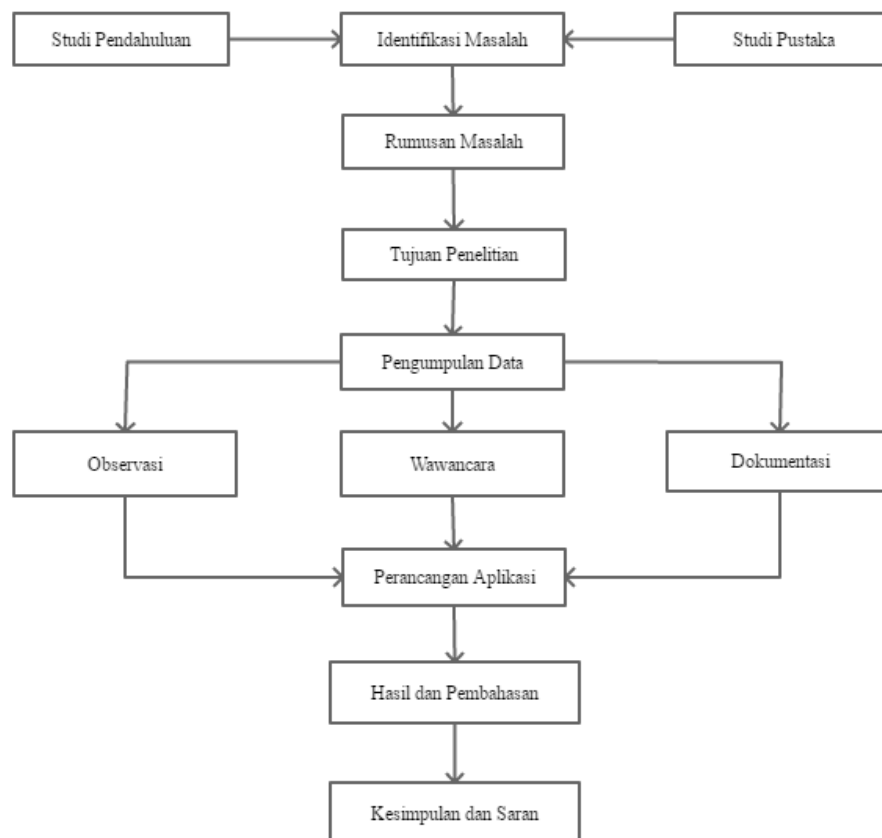 Studi Pendahuluan
Identifikasi Masalah
Studi Pustaka
Rumusan Masalah
Tujuan Penelitian
Pengumpulan Data
Observasi
Wawancara
Dokumentasi
Perancangan Aplikasi
Hasil dan Pembahasan
Kesimpulan dan Saran